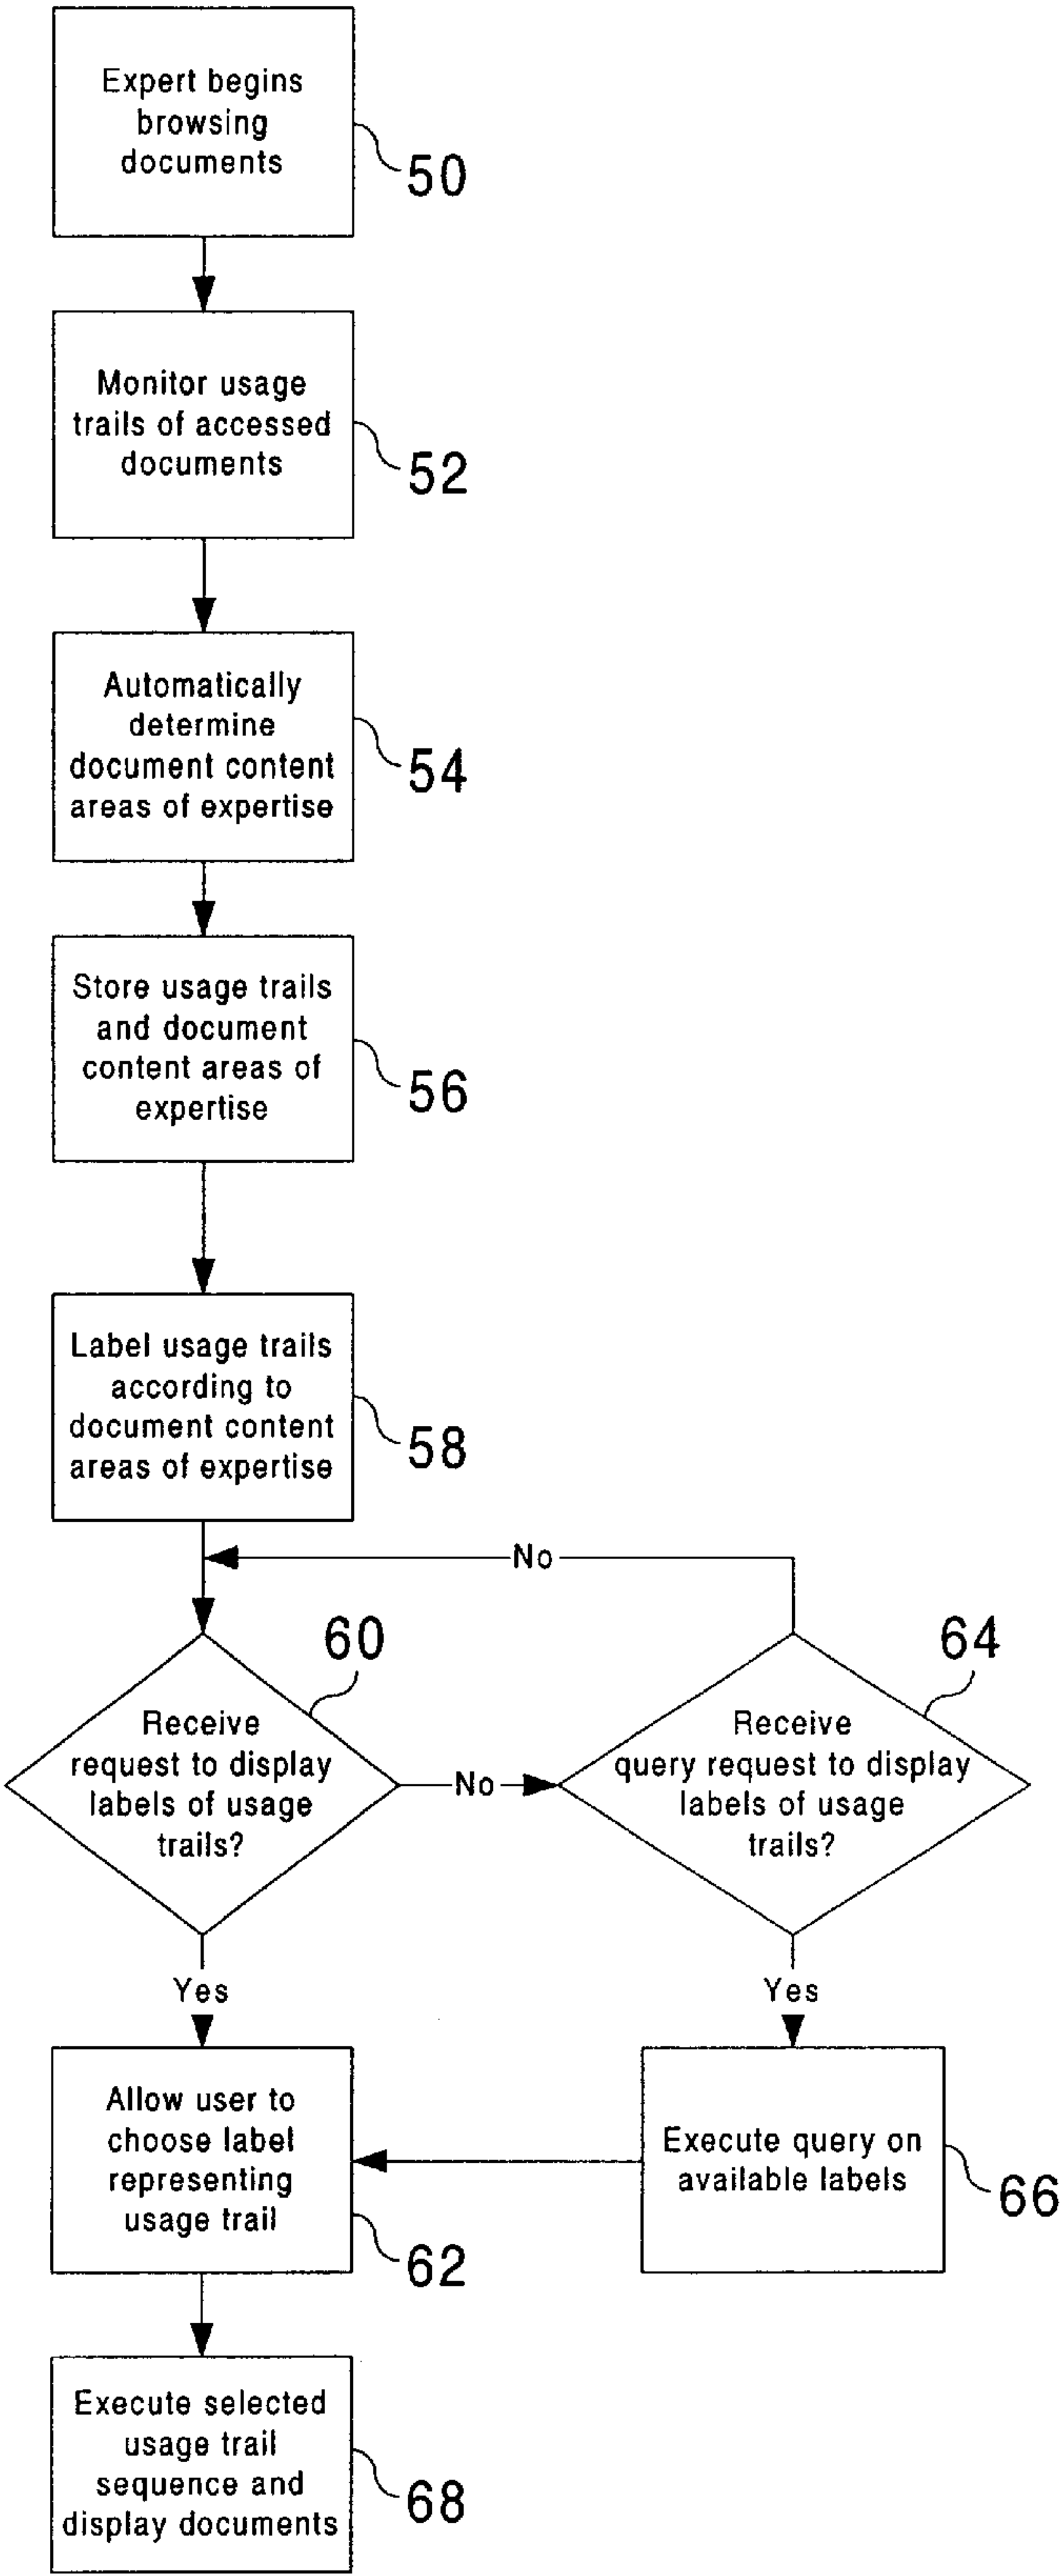 Expert begins
browsing
documents
50
Monitor usage
trails of accessed
documents
52
Automatically
determine
document content
areas of expertise
54
Store usage trails
and document
content areas of
expertise
56
Label usage trails
according to
document content
areas of expertise
58
No
60
Receive
request to display
labels of usage
trails?
No
64
Receive
query request to display
labels of usage
trails?
Yes
Yes
Allow user to
choose label
representing
usage trail
62
Execute query on
available labels
66
Execute selected
usage trail
sequence and
display documents
68